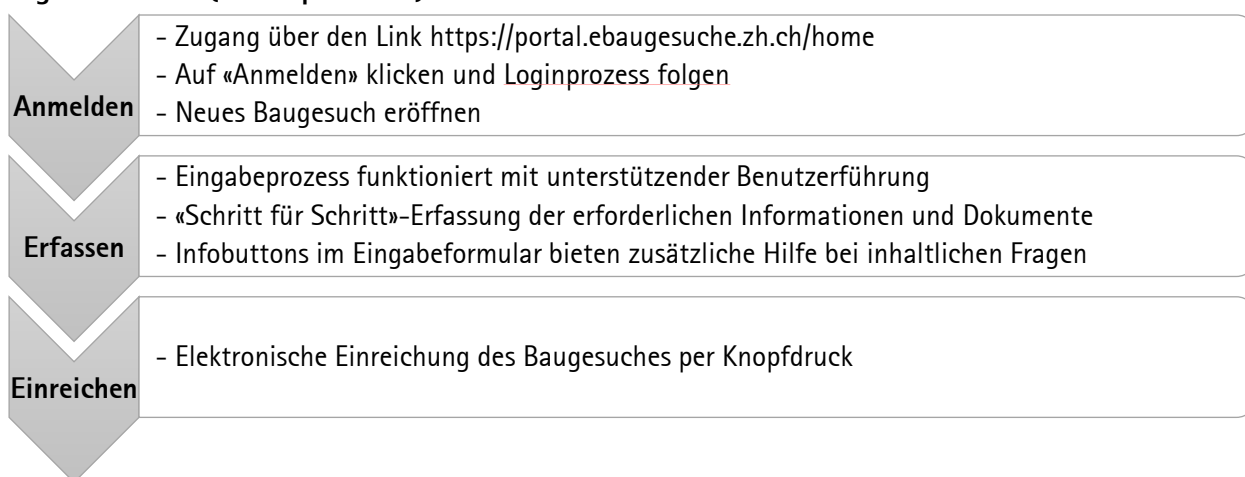 Anmelden
- Zugang über den Link https://portal.ebaugesuche.zh.ch/home
- Auf «Anmelden» klicken und Loginprozess folgen
- Neues Baugesuch eröffnen
Erfassen
- Eingabeprozess funktioniert mit unterstützender Benutzerführung
- «Schritt für Schritt»-Erfassung der erforderlichen Informationen und Dokumente
- Infobuttons im Eingabeformular bieten zusätzliche Hilfe bei inhaltlichen Fragen
Einreichen
- Elektronische Einreichung des Baugesuches per Knopfdruck